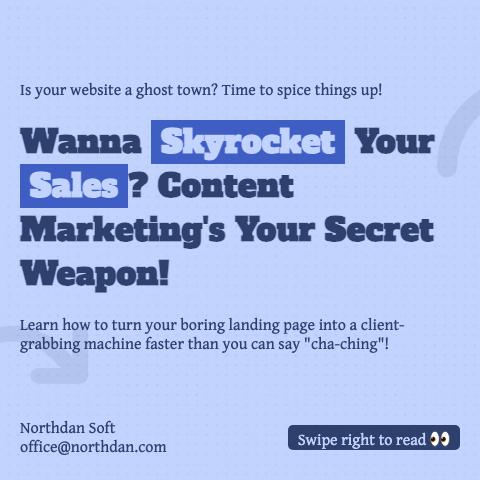 Is your website a ghost town? Time to spice things up!
Wanna Skyrocket Your
Sales? Content
Marketing's Your Secret
Weapon!
Learn how to turn your boring landing page into a client-
grabbing machine faster than you can say "cha-ching"!
Northdan Soft
office@northdan.com
Swipe right to read 👀